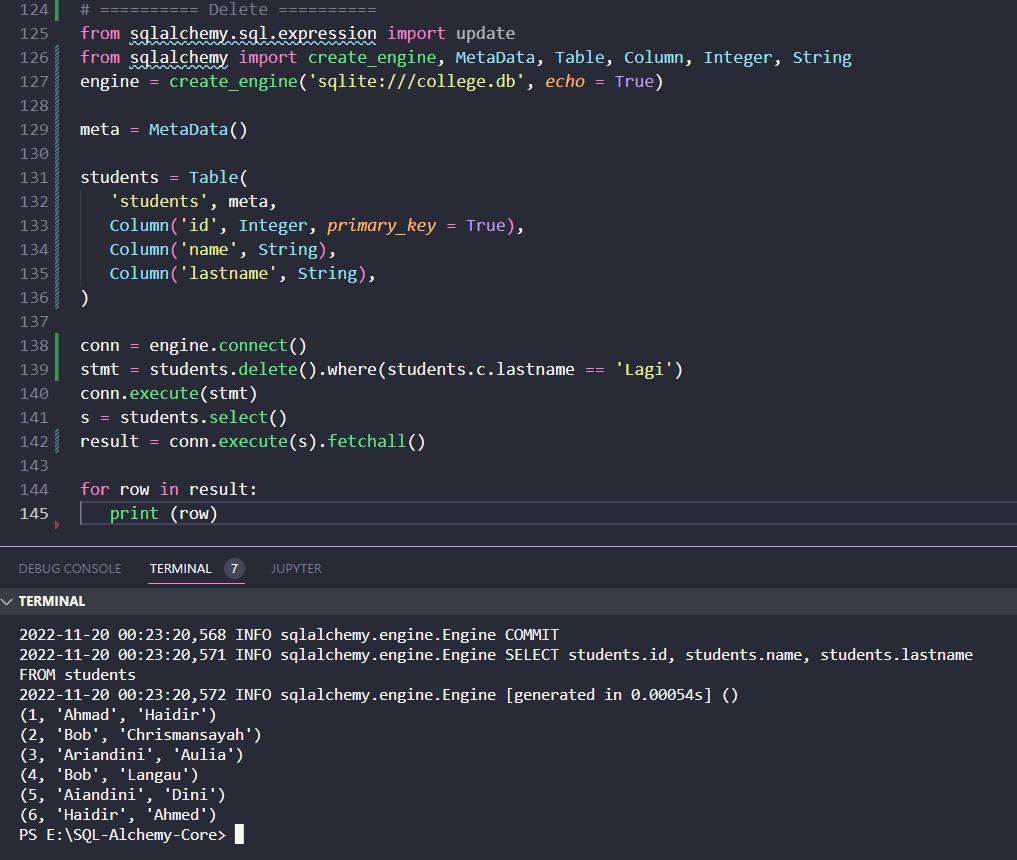 124 # ========== Delete ==========
125 from sqlalchemy.sql.expression import update
126 from sqlalchemy import create_engine, MetaData, Table, Column, Integer, String
127 engine = create_engine('sqlite:///college.db', echo = True)
128
129 meta = MetaData()
130
131 students = Table(
132    'students', meta,
133    Column('id', Integer, primary_key = True),
134    Column('name', String),
135    Column('lastname', String),
136 )
137
138 conn = engine.connect()
139 stmt = students.delete().where(students.c.lastname == 'Lagi')
140 conn.execute(stmt)
141 s = students.select()
142 result = conn.execute(s).fetchall()
143
144 for row in result:
145    print (row)
DEBUG CONSOLE TERMINAL 7 JUPYTER
TERMINAL
2022-11-20 00:23:20,568 INFO sqlalchemy.engine.Engine COMMIT
2022-11-20 00:23:20,571 INFO sqlalchemy.engine.Engine SELECT students.id, students.name, students.lastname
FROM students
2022-11-20 00:23:20,572 INFO sqlalchemy.engine.Engine [generated in 0.00054s] ()
(1, 'Ahmad', 'Haidir')
(2, 'Bob', 'Chrismansayah')
(3, 'Ariandini', 'Aulia')
(4, 'Bob', 'Langau')
(5, 'Aiandini', 'Dini')
(6, 'Haidir', 'Ahmed')
PS E:\SQL-Alchemy-Core>